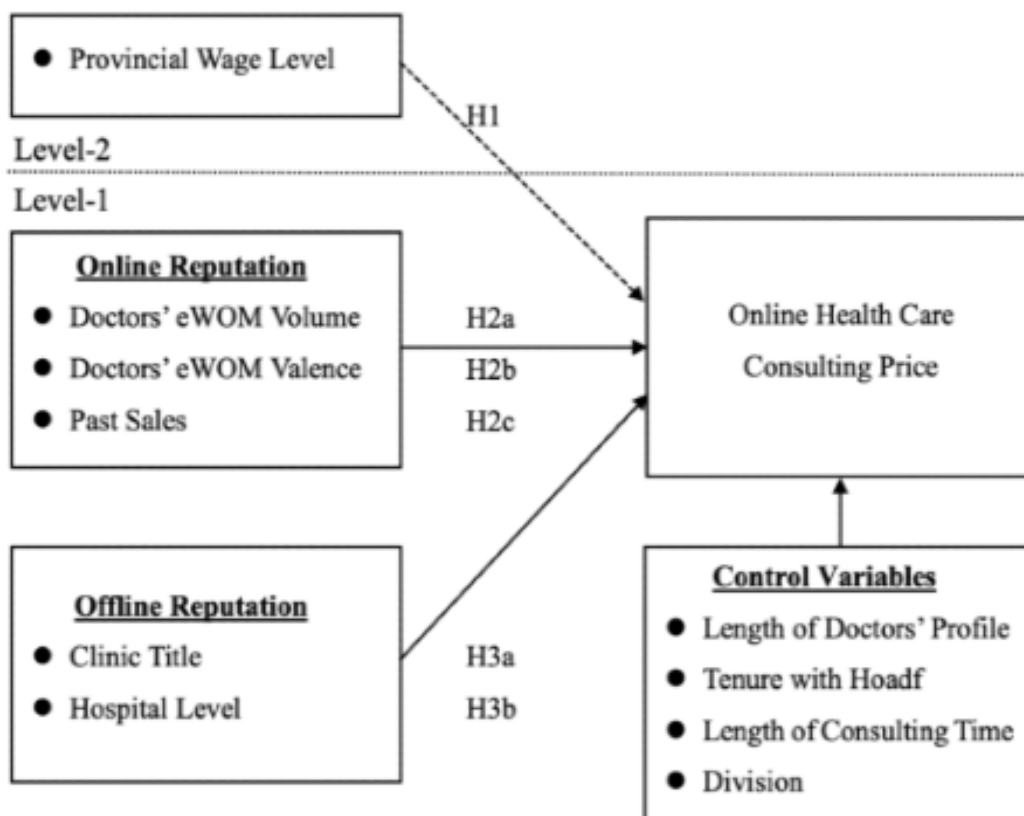 Provincial Wage Level
H1
Level-2
Level-1
Online Reputation
Doctors’ eWOM Volume
Doctors’ eWOM Valence
Past Sales
H2a
H2b
H2c
Online Health Care
Consulting Price
Offline Reputation
Clinic Title
Hospital Level
H3a
H3b
Control Variables
Length of Doctors’ Profile
Tenure with Hoadf
Length of Consulting Time
Division